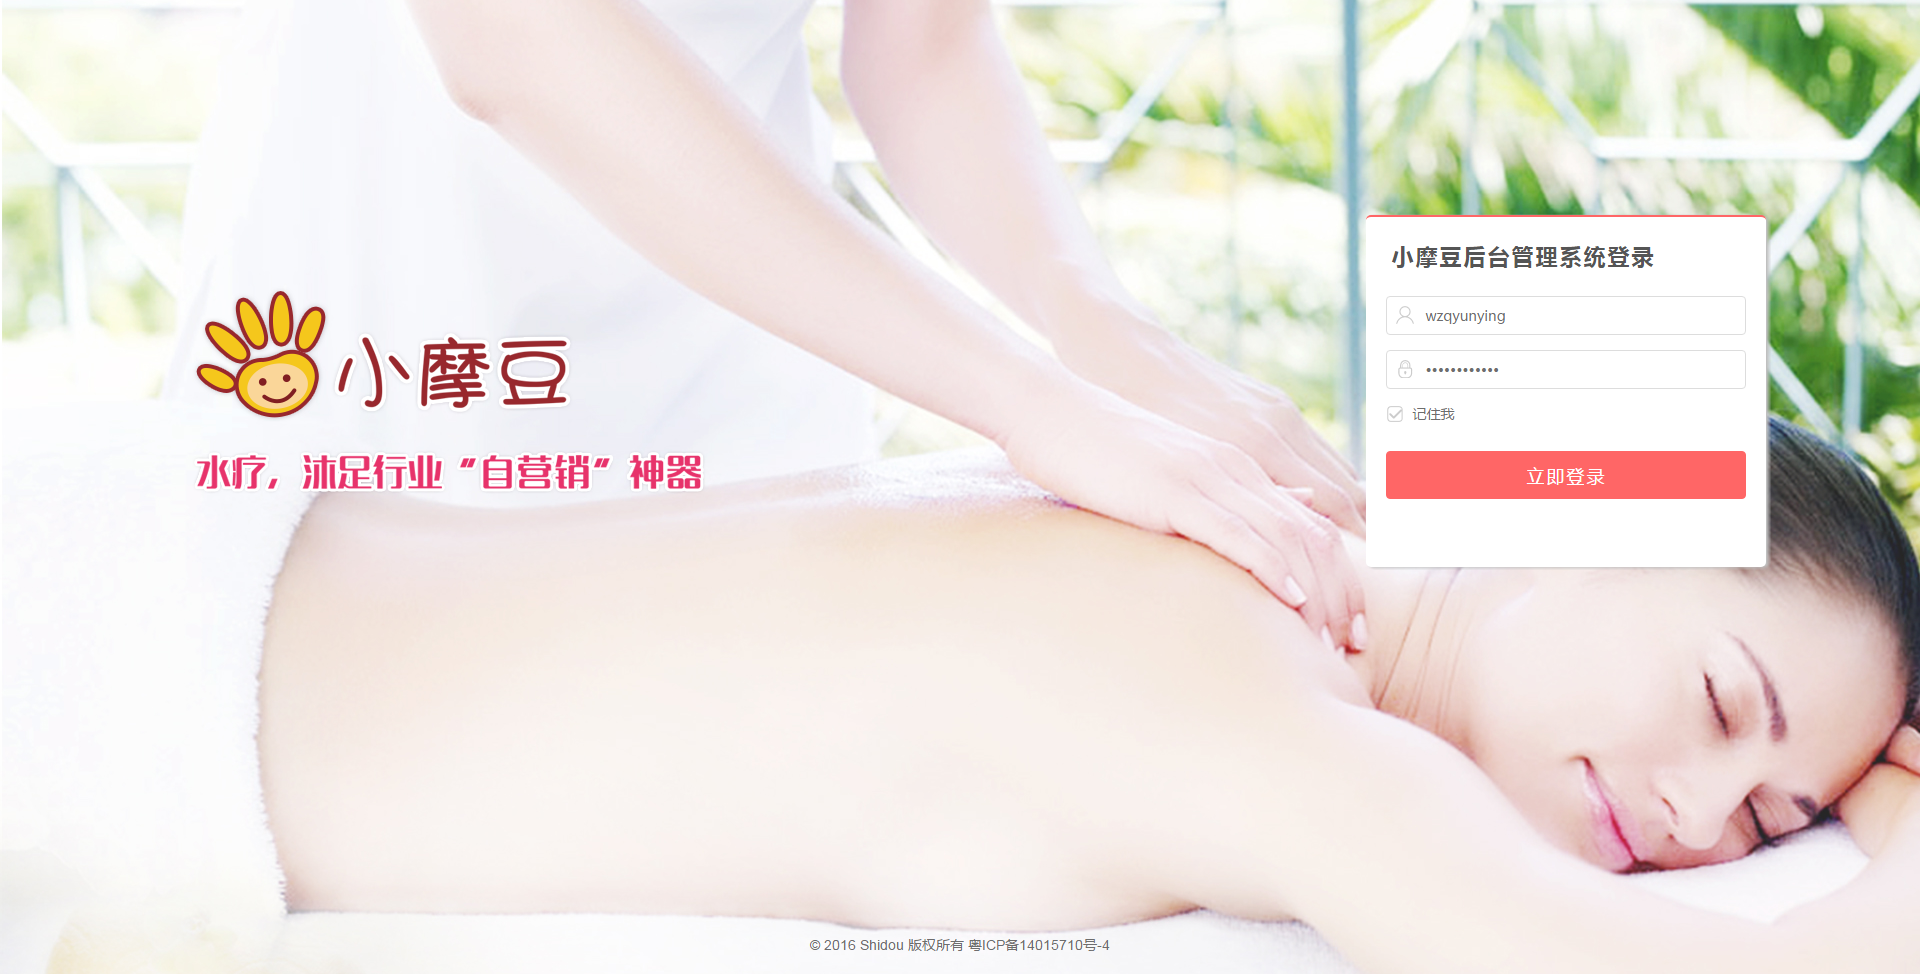 小摩豆后台管理系统登录
wzqyunying
••••••••••••
记住我
立即登录
小摩豆
水疗，沐足行业“自营销”神器
© 2016 Shidou 版权所有 粤ICP备14015710号-4